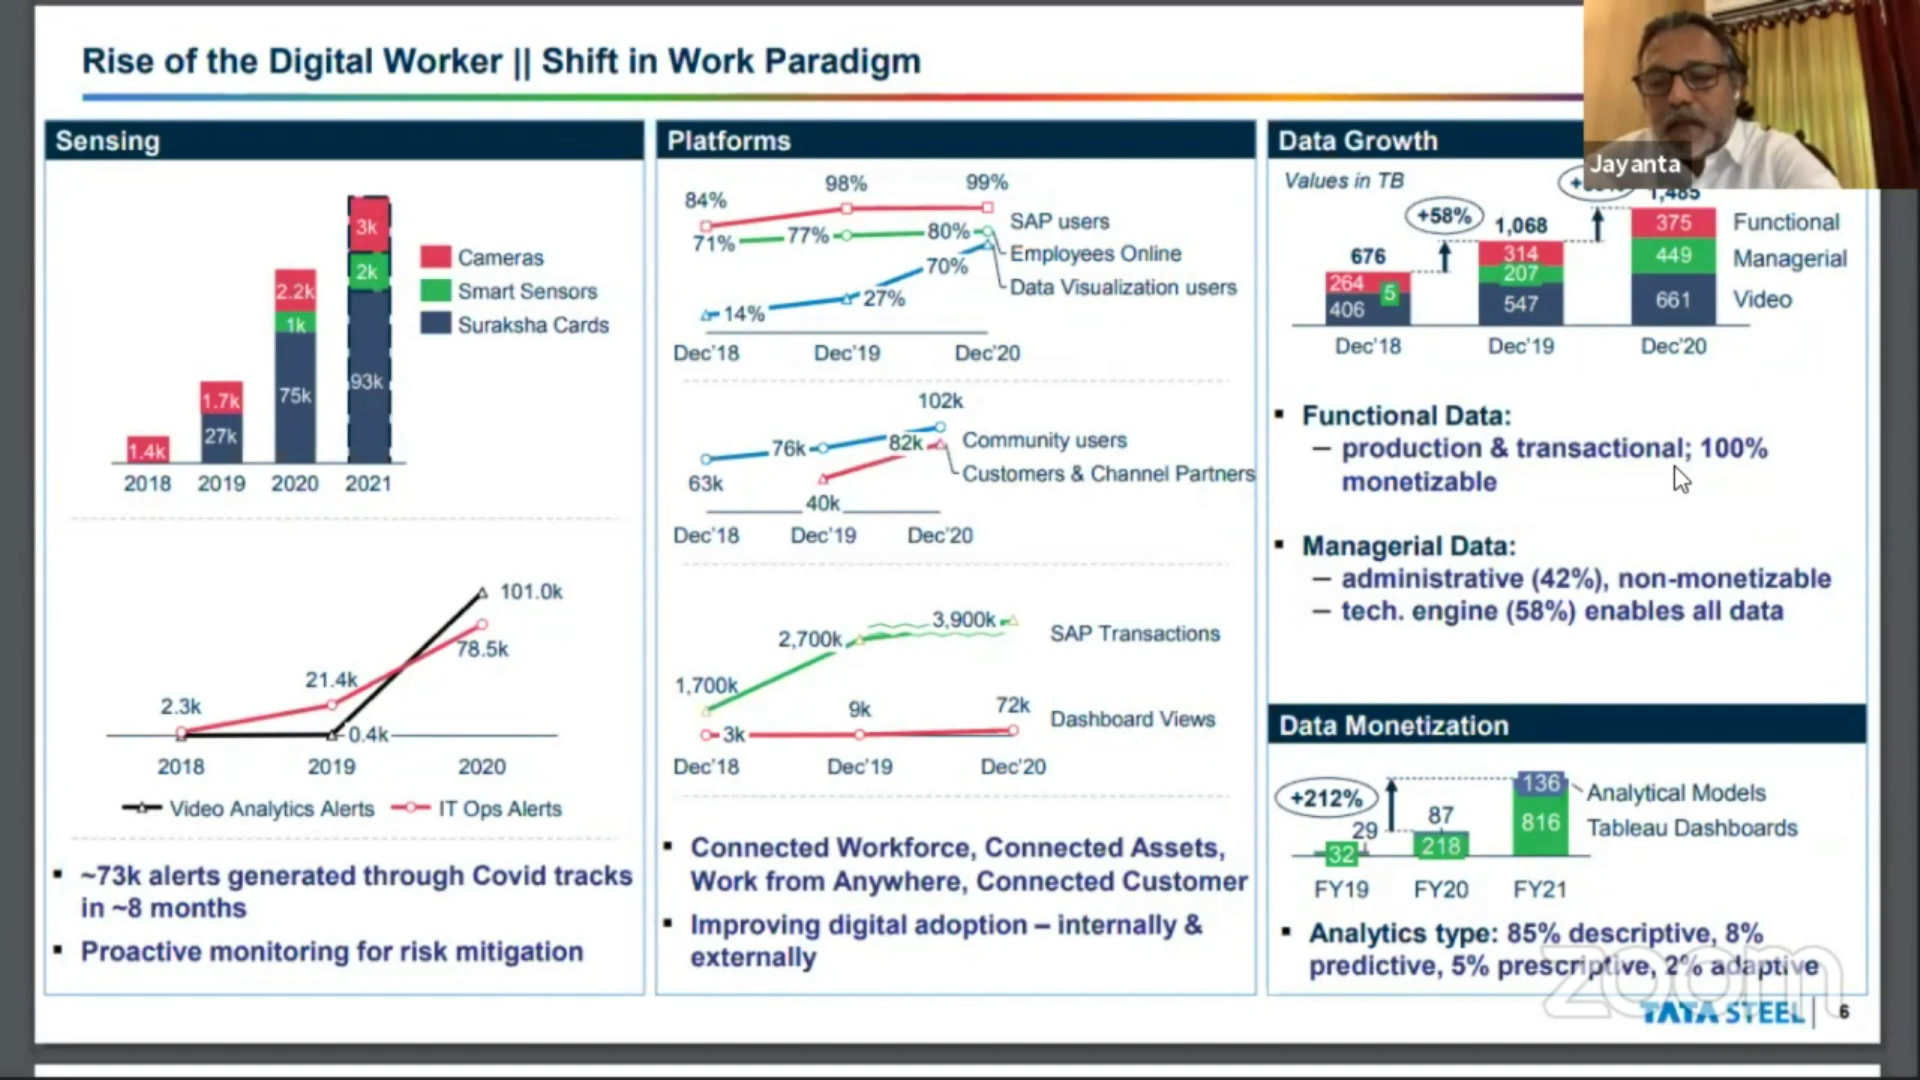 Rise of the Digital Worker || Shift in Work Paradigm
Jayanta
Sensing
3k
2k
93k
2.2k
1k
75k
1.7k
27k
1.4k
2018 2019 2020 2021
Cameras
Smart Sensors
Suraksha Cards
101.0k
78.5k
21.4k
2.3k
0.4k
2018 2019 2020
Video Analytics Alerts IT Ops Alerts
▪ ~73k alerts generated through Covid tracks
in ~8 months
▪ Proactive monitoring for risk mitigation
Platforms
84% 98% 99%
71% 77% 80%
14% 27% 70%
SAP users
Employees Online
Data Visualization users
Dec'18 Dec'19 Dec'20
63k 76k 102k
40k 82k
Community users
Customers & Channel Partners
Dec'18 Dec'19 Dec'20
1,700k 2,700k 3,900k
SAP Transactions
3k 9k 72k
Dashboard Views
Dec'18 Dec'19 Dec'20
▪ Connected Workforce, Connected Assets,
Work from Anywhere, Connected Customer
▪ Improving digital adoption – internally &
externally
Data Growth
Values in TB
+58%
676 1,068 1,485
264 314 375 Functional
5 207 449 Managerial
406 547 661 Video
Dec'18 Dec'19 Dec'20
▪ Functional Data:
– production & transactional; 100%
monetizable
▪ Managerial Data:
– administrative (42%), non-monetizable
– tech. engine (58%) enables all data
Data Monetization
+212%
29 87 136 Analytical Models
32 218 816 Tableau Dashboards
FY19 FY20 FY21
▪ Analytics type: 85% descriptive, 8%
predictive, 5% prescriptive, 2% adaptive
zoom
TATA STEEL 6